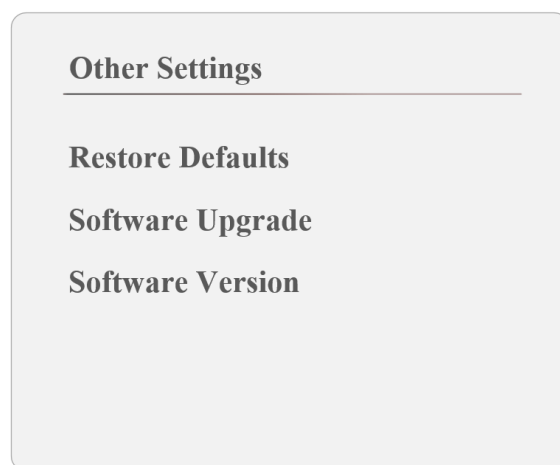 Other Settings
Restore Defaults
Software Upgrade
Software Version